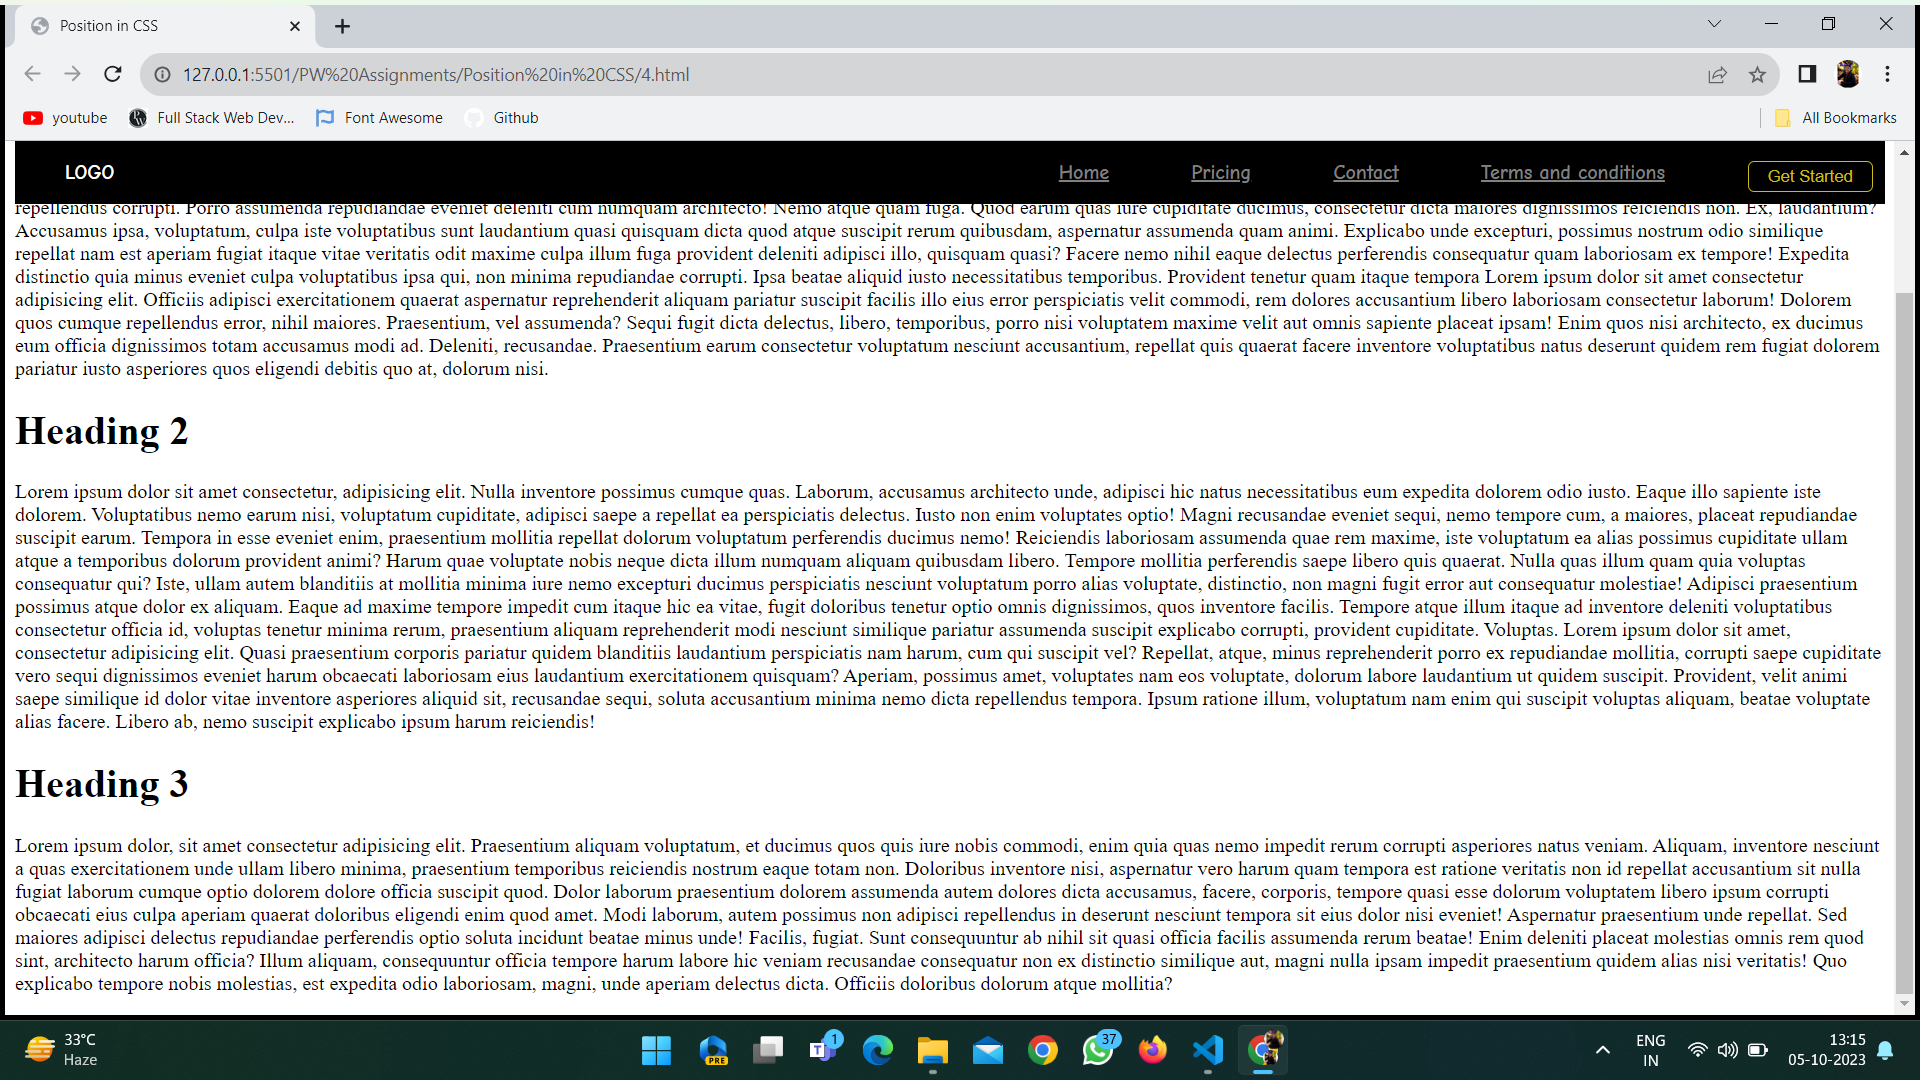 Position in CSS
127.0.0.1:5501/PW%20Assignments/Position%20in%20CSS/4.html
youtube Full Stack Web Dev... Font Awesome Github All Bookmarks
LOGO Home Pricing Contact Terms and conditions Get Started
repellendus corrupti. Porro assumenda repudiandae eveniet deleniti cum numquam architecto! Nemo atque quam fuga. Quod earum quas iure cupiditate ducimus, consectetur dicta maiores dignissimos reiciendis non. Ex, laudantium?
Accusamus ipsa, voluptatum, culpa iste voluptatibus sunt laudantium quasi quisquam dicta quod atque suscipit rerum quibusdam, aspernatur assumenda quam animi. Explicabo unde excepturi, possimus nostrum odio similique
repellat nam est aperiam fugiat itaque vitae veritatis odit maxime culpa illum fuga provident deleniti adipisci illo, quisquam quasi? Facere nemo nihil eaque delectus perferendis consequatur quam laboriosam ex tempore! Expedita
distinctio quia minus eveniet culpa voluptatibus ipsa qui, non minima repudiandae corrupti. Ipsa beatae aliquid iusto necessitatibus temporibus. Provident tenetur quam itaque tempora Lorem ipsum dolor sit amet consectetur
adipisicing elit. Officiis adipisci exercitationem quaerat aspernatur reprehenderit aliquam pariatur suscipit facilis illo eius error perspiciatis velit commodi, rem dolores accusantium libero laboriosam consectetur laborum! Dolorem
quos cumque repellendus error, nihil maiores. Praesentium, vel assumenda? Sequi fugit dicta delectus, libero, temporibus, porro nisi voluptatem maxime velit aut omnis sapiente placeat ipsam! Enim quos nisi architecto, ex ducimus
eum officia dignissimos totam accusamus modi ad. Deleniti, recusandae. Praesentium earum consectetur voluptatum nesciunt accusantium, repellat quis quaerat facere inventore voluptatibus natus deserunt quidem rem fugiat dolorem
pariatur iusto asperiores quos eligendi debitis quo at, dolorum nisi.
Heading 2
Lorem ipsum dolor sit amet consectetur, adipisicing elit. Nulla inventore possimus cumque quas. Laborum, accusamus architecto unde, adipisci hic natus necessitatibus eum expedita dolorem odio iusto. Eaque illo sapiente iste
dolorem. Voluptatibus nemo earum nisi, voluptatum cupiditate, adipisci saepe a repellat ea perspiciatis delectus. Iusto non enim voluptates optio! Magni recusandae eveniet sequi, nemo tempore cum, a maiores, placeat repudiandae
suscipit earum. Tempora in esse eveniet enim, praesentium mollitia repellat dolorum voluptatum perferendis ducimus nemo! Reiciendis laboriosam assumenda quae rem maxime, iste voluptatum ea alias possimus cupiditate ullam
atque a temporibus dolorum provident animi? Harum quae voluptate nobis neque dicta illum numquam aliquam quibusdam libero. Tempore mollitia perferendis saepe libero quis quaerat. Nulla quas illum quam quia voluptas
consequatur qui? Iste, ullam autem blanditiis at mollitia minima iure nemo excepturi ducimus perspiciatis nesciunt voluptatum porro alias voluptate, distinctio, non magni fugit error aut consequatur molestiae! Adipisci praesentium
possimus atque dolor ex aliquam. Eaque ad maxime tempore impedit cum itaque hic ea vitae, fugit doloribus tenetur optio omnis dignissimos, quos inventore facilis. Tempore atque illum itaque ad inventore deleniti voluptatibus
consectetur officia id, voluptas tenetur minima rerum, praesentium aliquam reprehenderit modi nesciunt similique pariatur assumenda suscipit explicabo corrupti, provident cupiditate. Voluptas. Lorem ipsum dolor sit amet,
consectetur adipisicing elit. Quasi praesentium corporis pariatur quidem blanditiis laudantium perspiciatis nam harum, cum qui suscipit vel? Repellat, atque, minus reprehenderit porro ex repudiandae mollitia, corrupti saepe cupiditate
vero sequi dignissimos eveniet harum obcaecati laboriosam eius laudantium exercitationem quisquam? Aperiam, possimus amet, voluptates nam eos voluptate, dolorum labore laudantium ut quidem suscipit. Provident, velit animi
saepe similique id dolor vitae inventore asperiores aliquid sit, recusandae sequi, soluta accusantium minima nemo dicta repellendus tempora. Ipsum ratione illum, voluptatum nam enim qui suscipit voluptas aliquam, beatae voluptate
alias facere. Libero ab, nemo suscipit explicabo ipsum harum reiciendis!
Heading 3
Lorem ipsum dolor, sit amet consectetur adipisicing elit. Praesentium aliquam voluptatum, et ducimus quos quis iure nobis commodi, enim quia quas nemo impedit rerum corrupti asperiores natus veniam. Aliquam, inventore nesciunt
a quas exercitationem unde ullam libero minima, praesentium temporibus reiciendis nostrum eaque totam non. Doloribus inventore nisi, aspernatur vero harum quam tempora est ratione veritatis non id repellat accusantium sit nulla
fugiat laborum cumque optio dolorem dolore officia suscipit quod. Dolor laborum praesentium dolorem assumenda autem dolores dicta accusamus, facere, corporis, tempore quasi esse dolorum voluptatem libero ipsum corrupti
obcaecati eius culpa aperiam quaerat doloribus eligendi enim quod amet. Modi laborum, autem possimus non adipisci repellendus in deserunt nesciunt tempora sit eius dolor nisi eveniet! Aspernatur praesentium unde repellat. Sed
maiores adipisci delectus repudiandae perferendis optio soluta incidunt beatae minus unde! Facilis, fugiat. Sunt consequuntur ab nihil sit quasi officia facilis assumenda rerum beatae! Enim deleniti placeat molestias omnis rem quod
sint, architecto harum officia? Illum aliquam, consequuntur officia tempore harum labore hic veniam recusandae consequatur non ex distinctio similique aut, magni nulla ipsam impedit praesentium quidem alias nisi veritatis! Quo
explicabo tempore nobis molestias, est expedita odio laboriosam, magni, unde aperiam delectus dicta. Officiis doloribus dolorum atque mollitia?
33°C
Haze
PRE
1
37
ENG
IN
13:15
05-10-2023